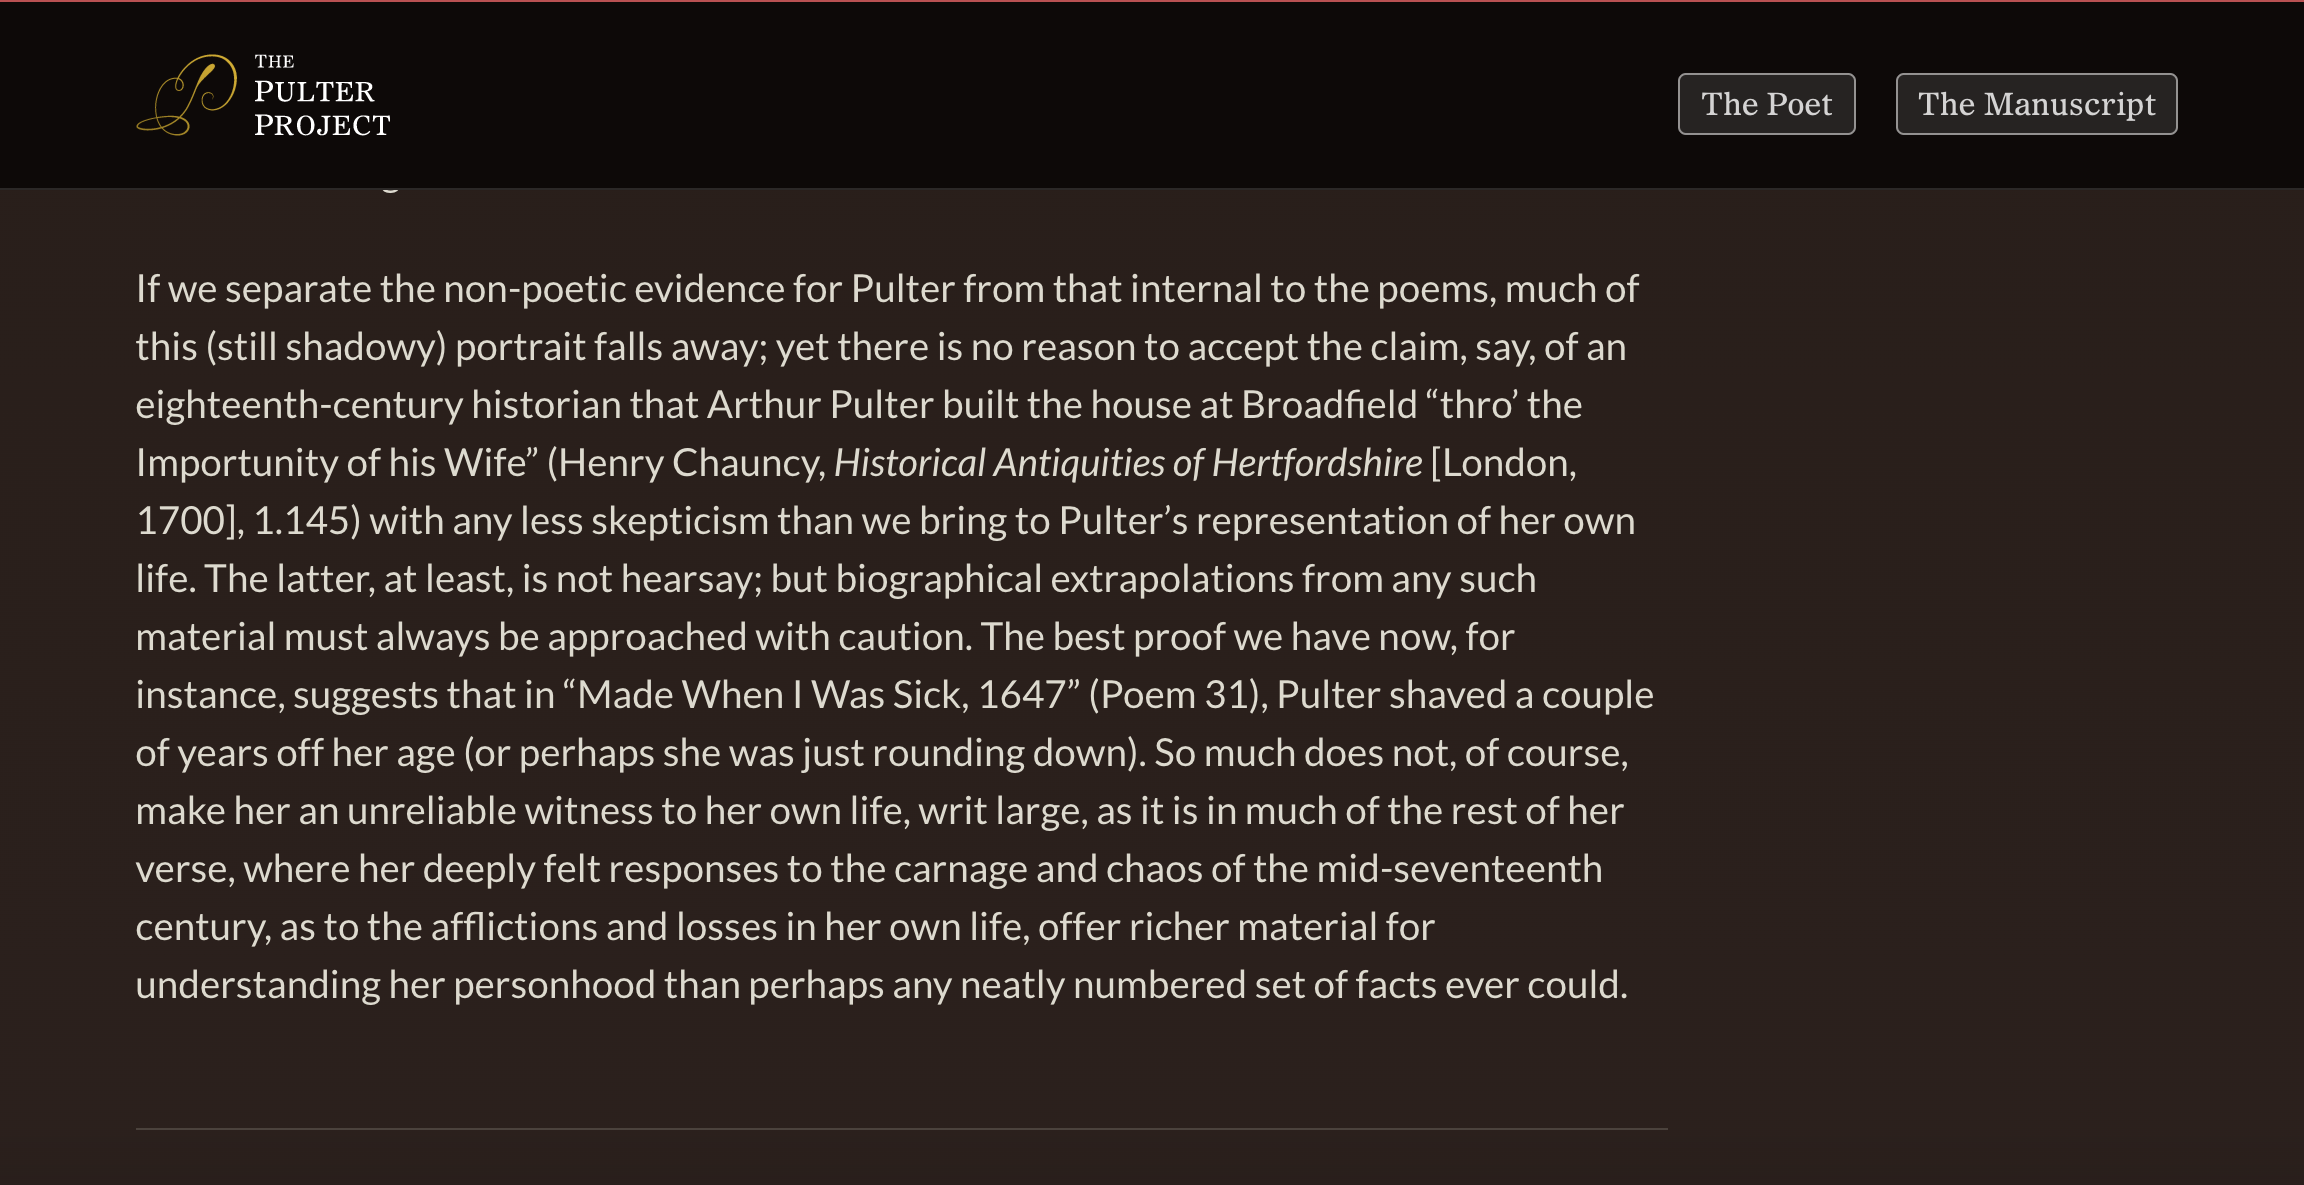 THE
PULTER
PROJECT
The Poet
The Manuscript
If we separate the non-poetic evidence for Pulter from that internal to the poems, much of
this (still shadowy) portrait falls away; yet there is no reason to accept the claim, say, of an
eighteenth-century historian that Arthur Pulter built the house at Broadfield “thro’ the
Importunity of his Wife” (Henry Chauncy, Historical Antiquities of Hertfordshire [London,
1700], 1.145) with any less skepticism than we bring to Pulter’s representation of her own
life. The latter, at least, is not hearsay; but biographical extrapolations from any such
material must always be approached with caution. The best proof we have now, for
instance, suggests that in “Made When I Was Sick, 1647” (Poem 31), Pulter shaved a couple
of years off her age (or perhaps she was just rounding down). So much does not, of course,
make her an unreliable witness to her own life, writ large, as it is in much of the rest of her
verse, where her deeply felt responses to the carnage and chaos of the mid-seventeenth
century, as to the afflictions and losses in her own life, offer richer material for
understanding her personhood than perhaps any neatly numbered set of facts ever could.